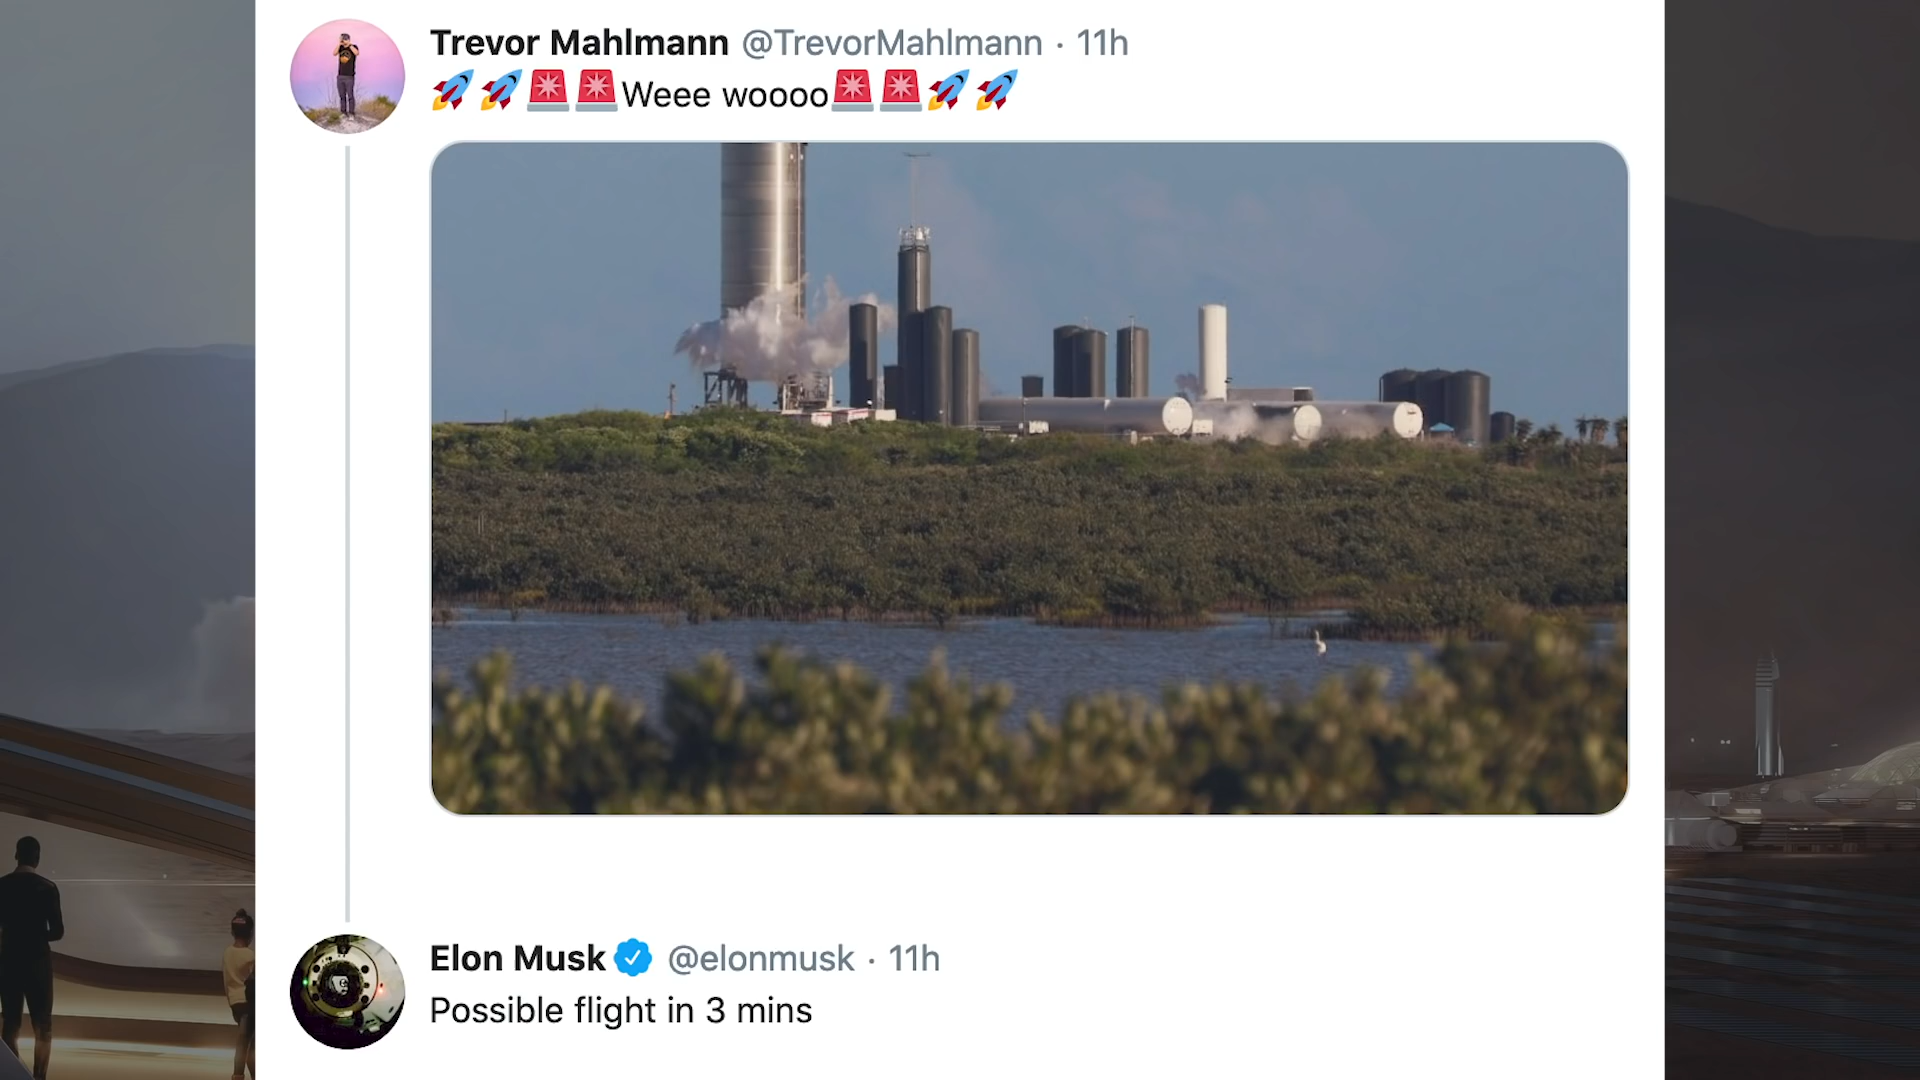 Trevor Mahlmann @TrevorMahlmann · 11h
🚀🚀🚨🚨Weee woooo🚨🚨🚀🚀
Elon Musk @elonmusk · 11h
Possible flight in 3 mins